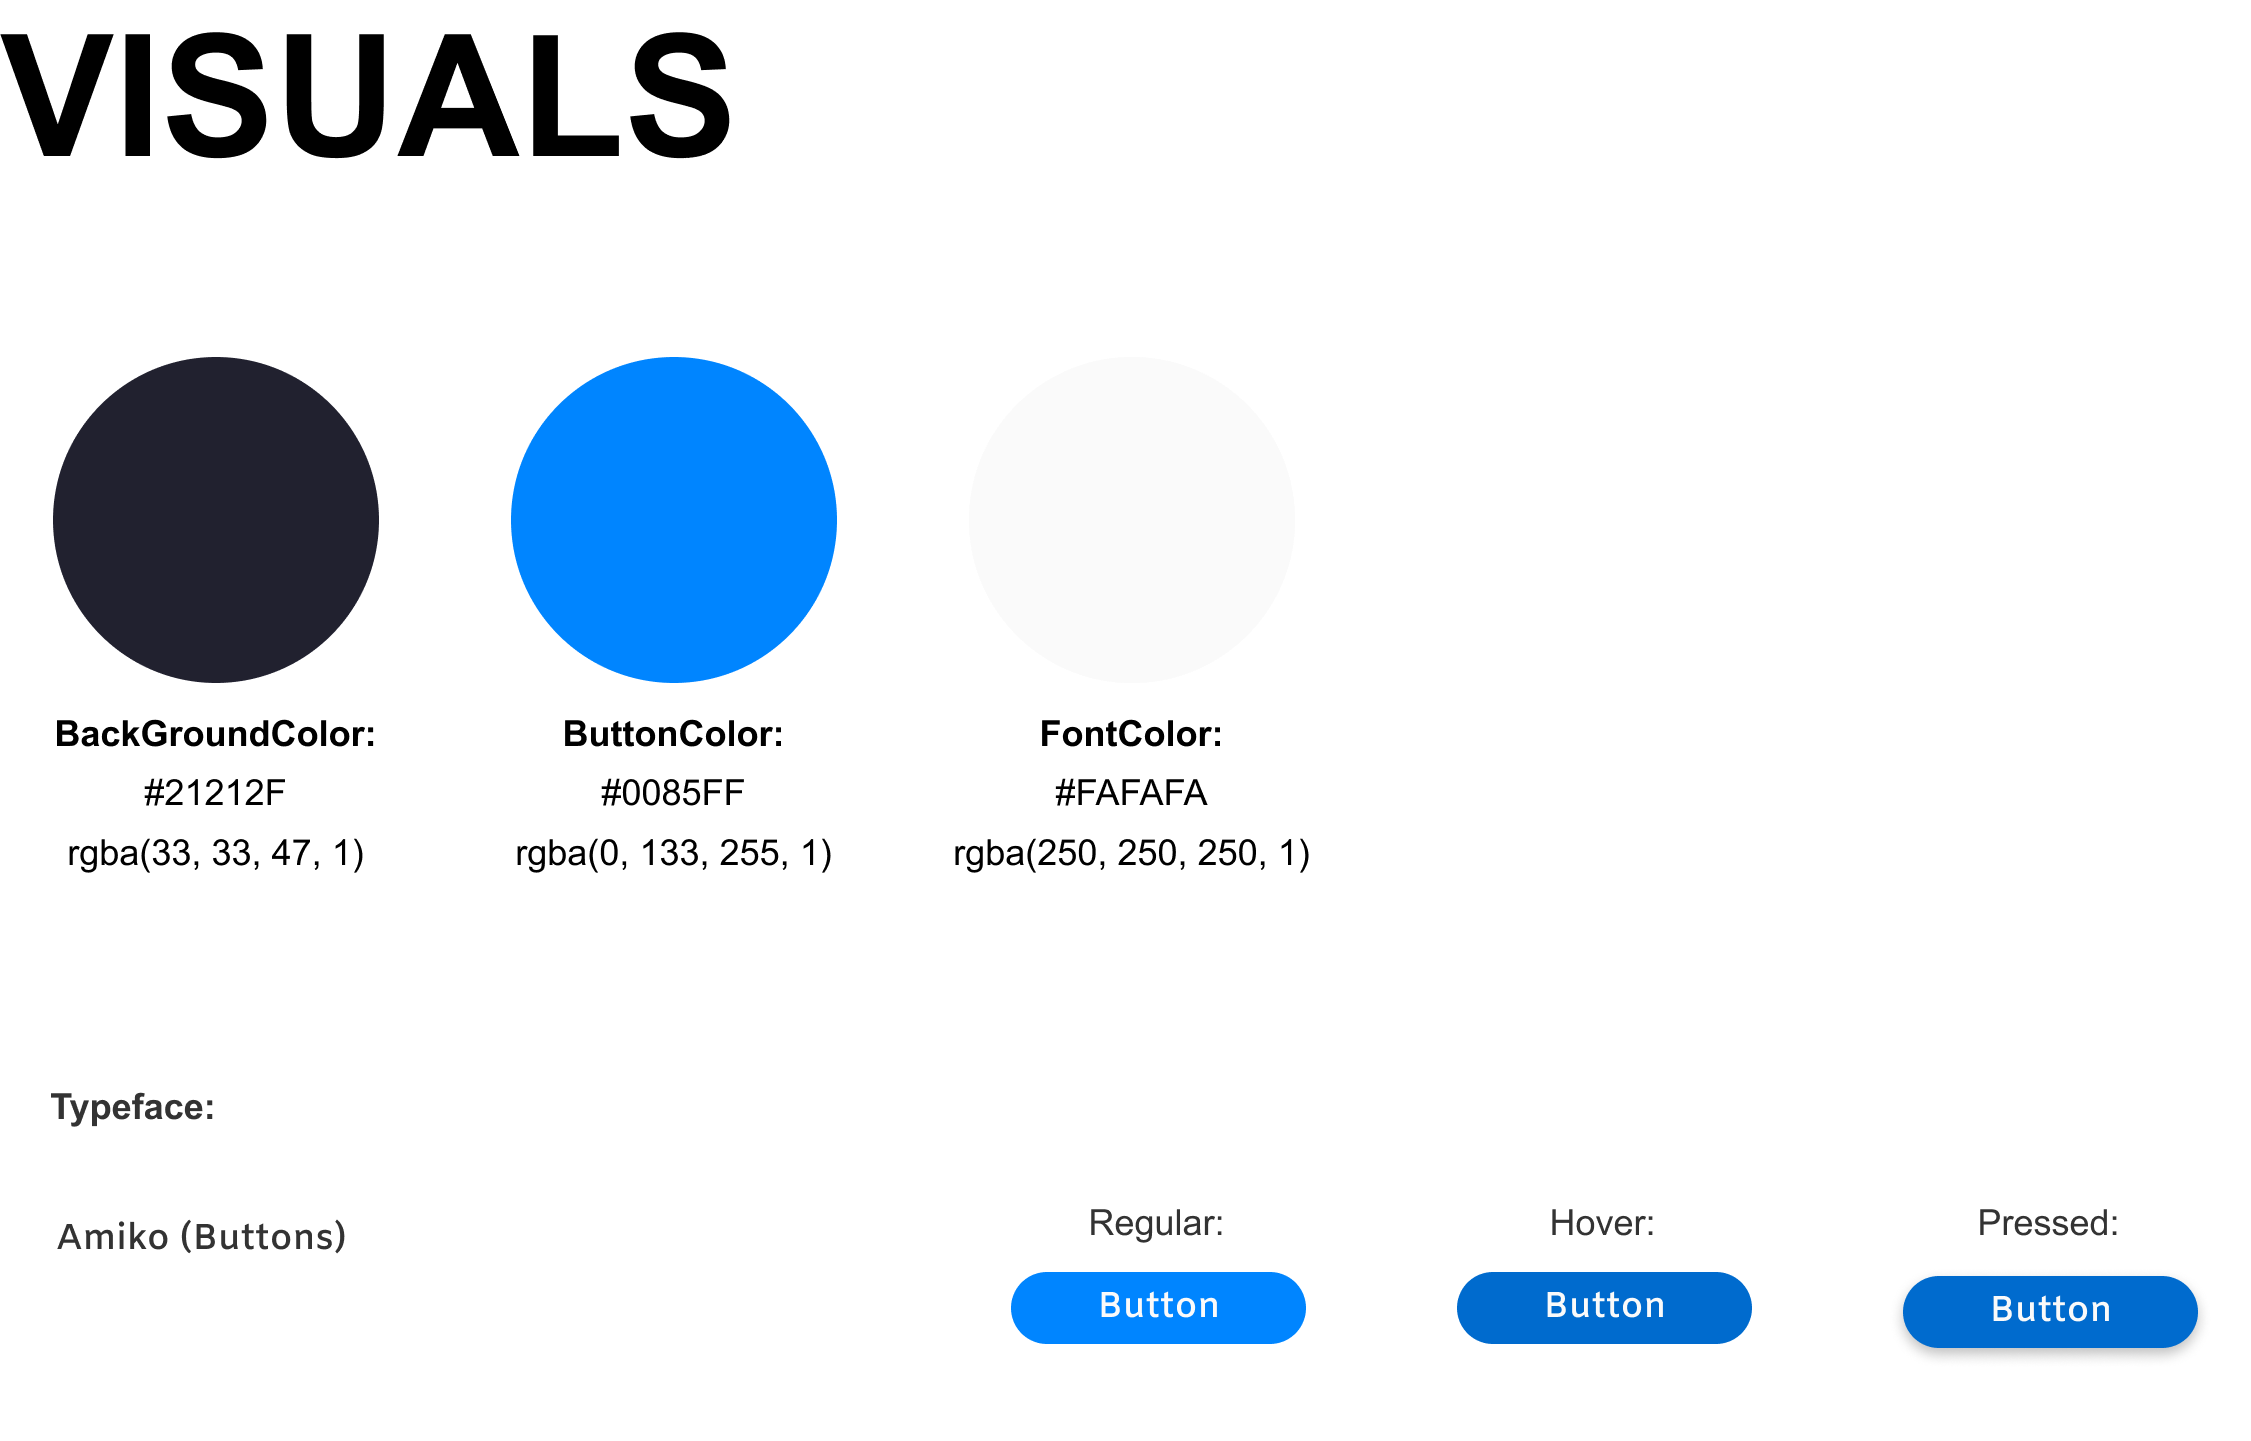 VISUALS
BackGroundColor:
#21212F
rgba(33, 33, 47, 1)
ButtonColor:
#0085FF
rgba(0, 133, 255, 1)
FontColor:
#FAFAFA
rgba(250, 250, 250, 1)
Typeface:
Amiko (Buttons)
Regular:
Button
Hover:
Button
Pressed:
Button